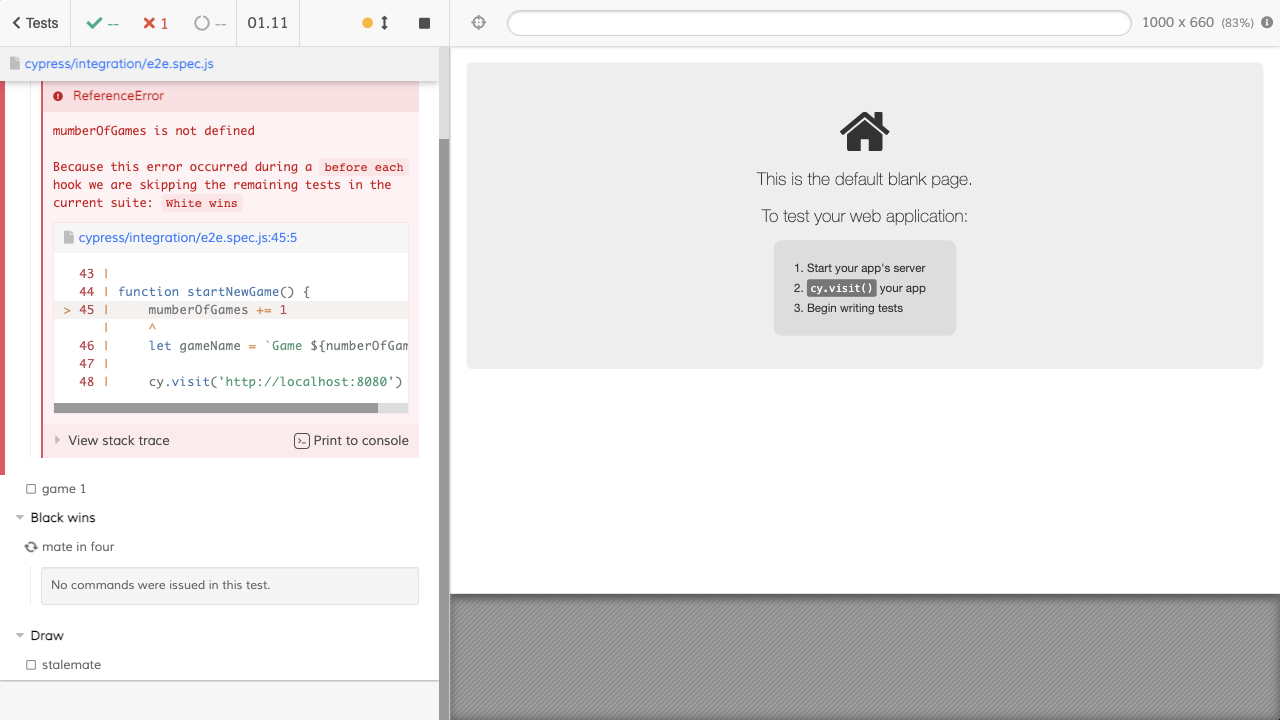 Tests
--
1
--
01.11
1000 x 660 (83%)
cypress/integration/e2e.spec.js
ReferenceError
mumberOfGames is not defined
Because this error occurred during a before each
hook we are skipping the remaining tests in the
current suite: White wins
cypress/integration/e2e.spec.js:45:5
43 |
44 | function startNewGame() {
> 45 | mumberOfGames += 1
| ^
46 | let gameName = `Game ${numberOfGam
47 |
48 | cy.visit('http://localhost:8080')
View stack trace
Print to console
game 1
Black wins
mate in four
No commands were issued in this test.
Draw
stalemate
This is the default blank page.
To test your web application:
1. Start your app's server
2. cy.visit() your app
3. Begin writing tests